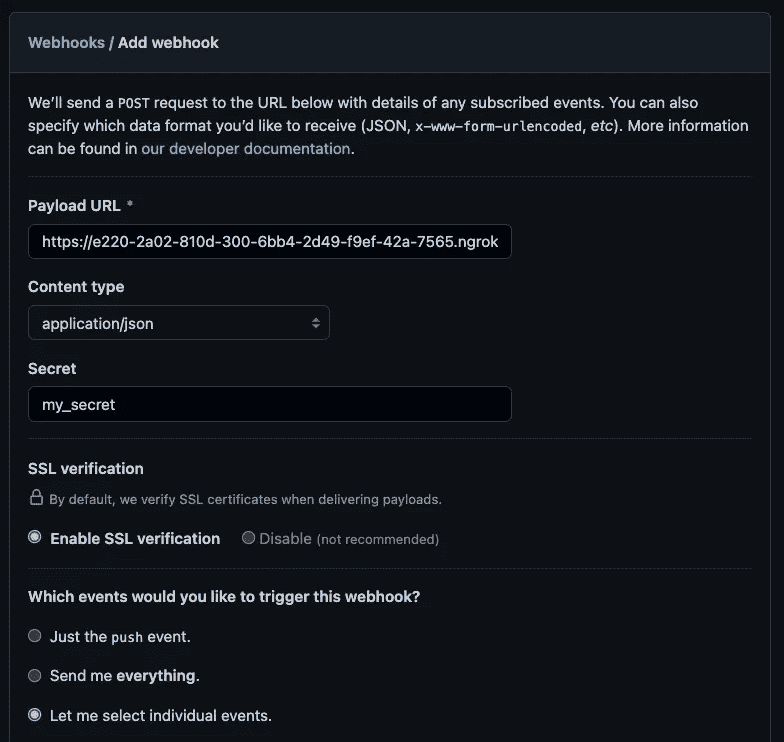 Webhooks / Add webhook
We’ll send a POST request to the URL below with details of any subscribed events. You can also
specify which data format you’d like to receive (JSON, x-www-form-urlencoded, etc). More information
can be found in our developer documentation.
Payload URL *
https://e220-2a02-810d-300-6bb4-2d49-f9ef-42a-7565.ngrok
Content type
application/json
Secret
my_secret
SSL verification
By default, we verify SSL certificates when delivering payloads.
Enable SSL verification Disable (not recommended)
Which events would you like to trigger this webhook?
Just the push event.
Send me everything.
Let me select individual events.